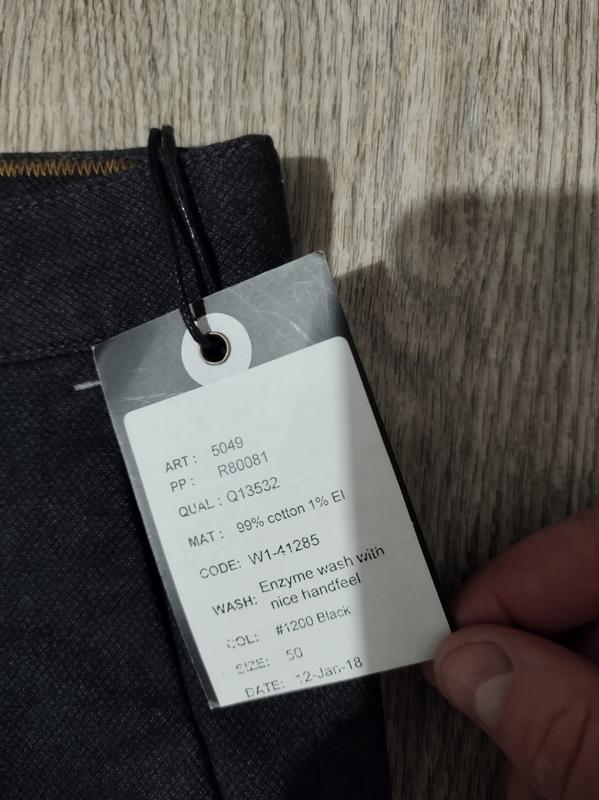 ART: 5049
PP: R80081
QUAL: Q13532
MAT: 99% cotton 1% El
CODE: W1-41285
WASH: Enzyme wash with
nice handfeel
COL: #1200 Black
SIZE: 50
DATE: 12-Jan-18